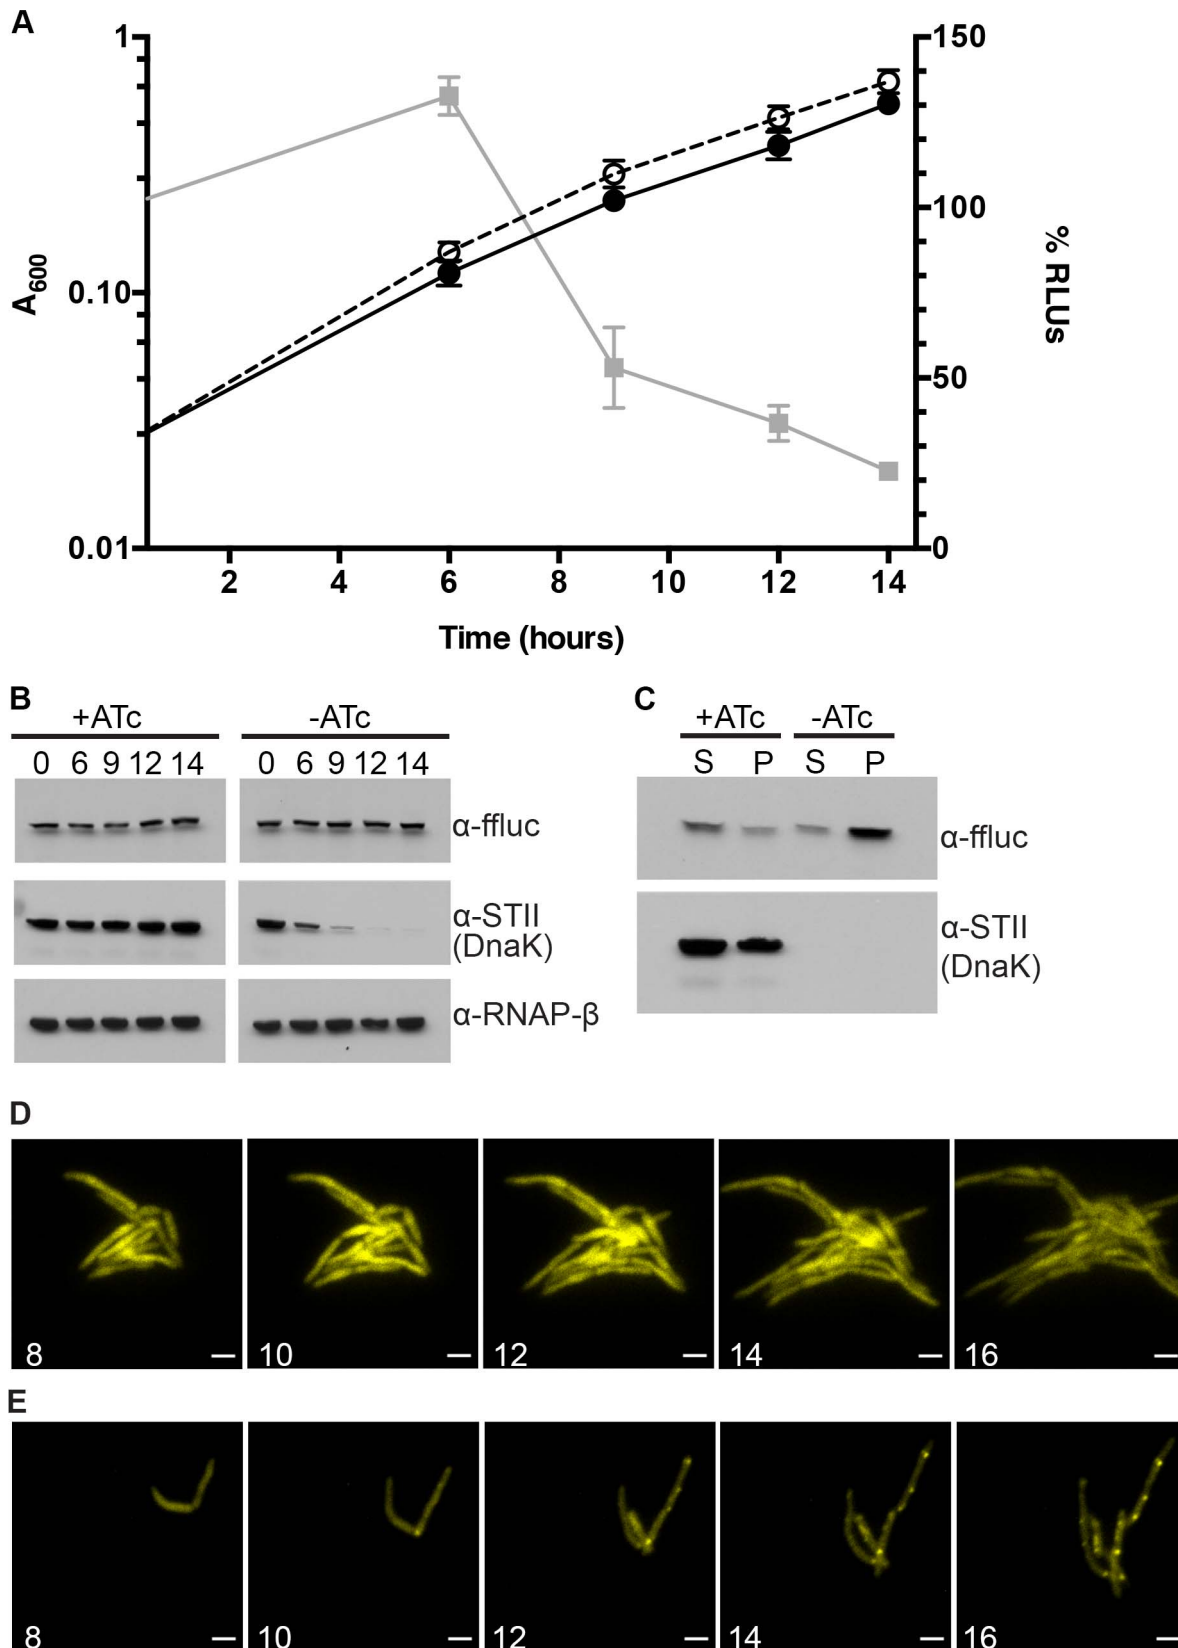 A
1
0.10
0.01
A600
150
100
50
0
% RLUs
2 4 6 8 10 12 14
Time (hours)
B
+ATc -ATc
0 6 9 12 14 0 6 9 12 14
α-ffluc
α-STII
(DnaK)
α-RNAP-β
C
+ATc -ATc
S P S P
α-ffluc
α-STII
(DnaK)
D
8 10 12 14 16
E
8 10 12 14 16